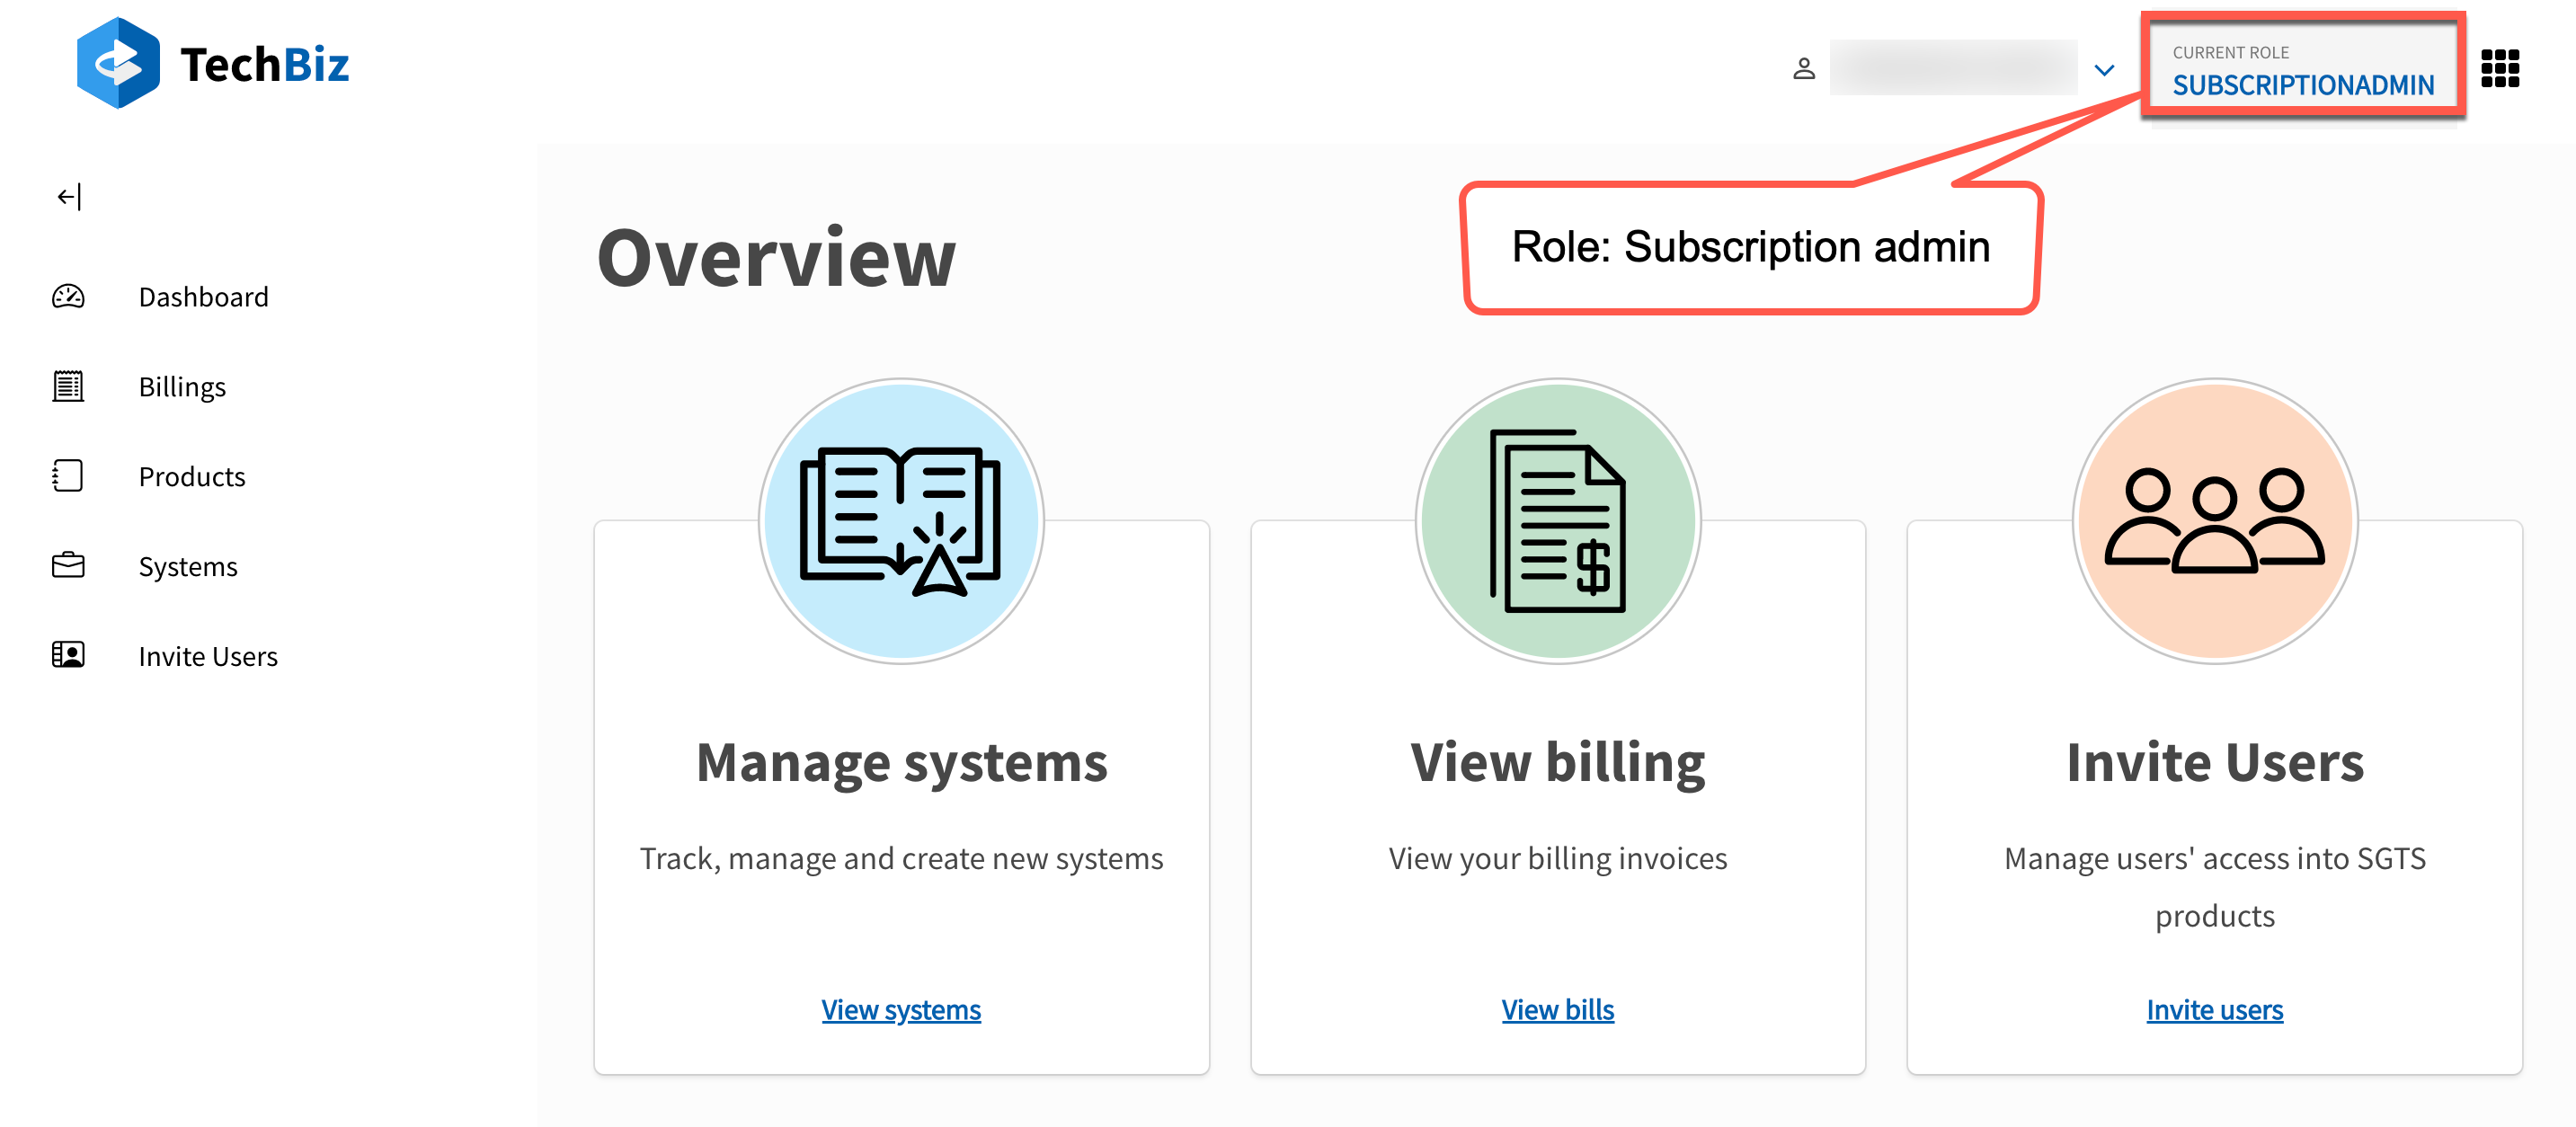 TechBiz
CURRENT ROLE
SUBSCRIPTIONADMIN
Role: Subscription admin
Dashboard
Billings
Products
Systems
Invite Users
Overview
Manage systems
Track, manage and create new systems
View systems
View billing
View your billing invoices
View bills
Invite Users
Manage users' access into SGTS
products
Invite users